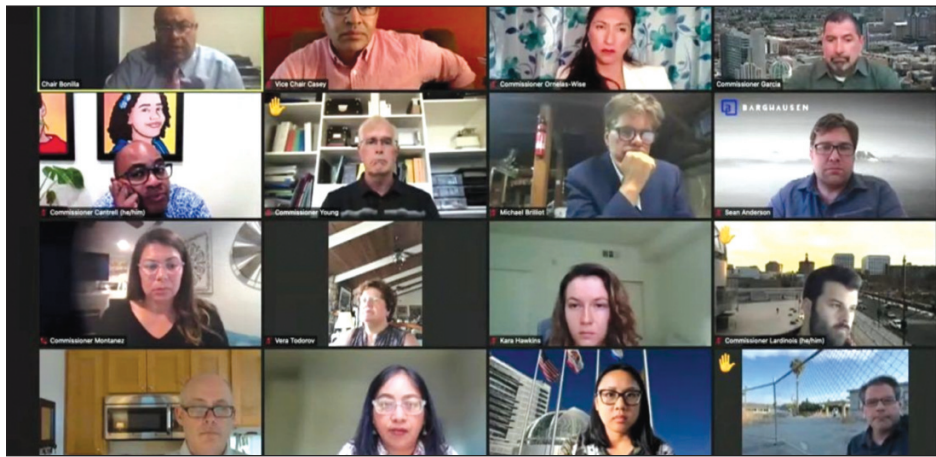 Chair Bonilla
Vice Chair Casey
Commissioner Ornelas-Wise
Commissioner Garcia
Commissioner Cantrell (he/him)
Commissioner Young
Michael Brilliot
BARGHAUSEN
Sean Anderson
Commissioner Montanez
Vera Todorov
Kara Hawkins
Commissioner Lardinois (he/him)